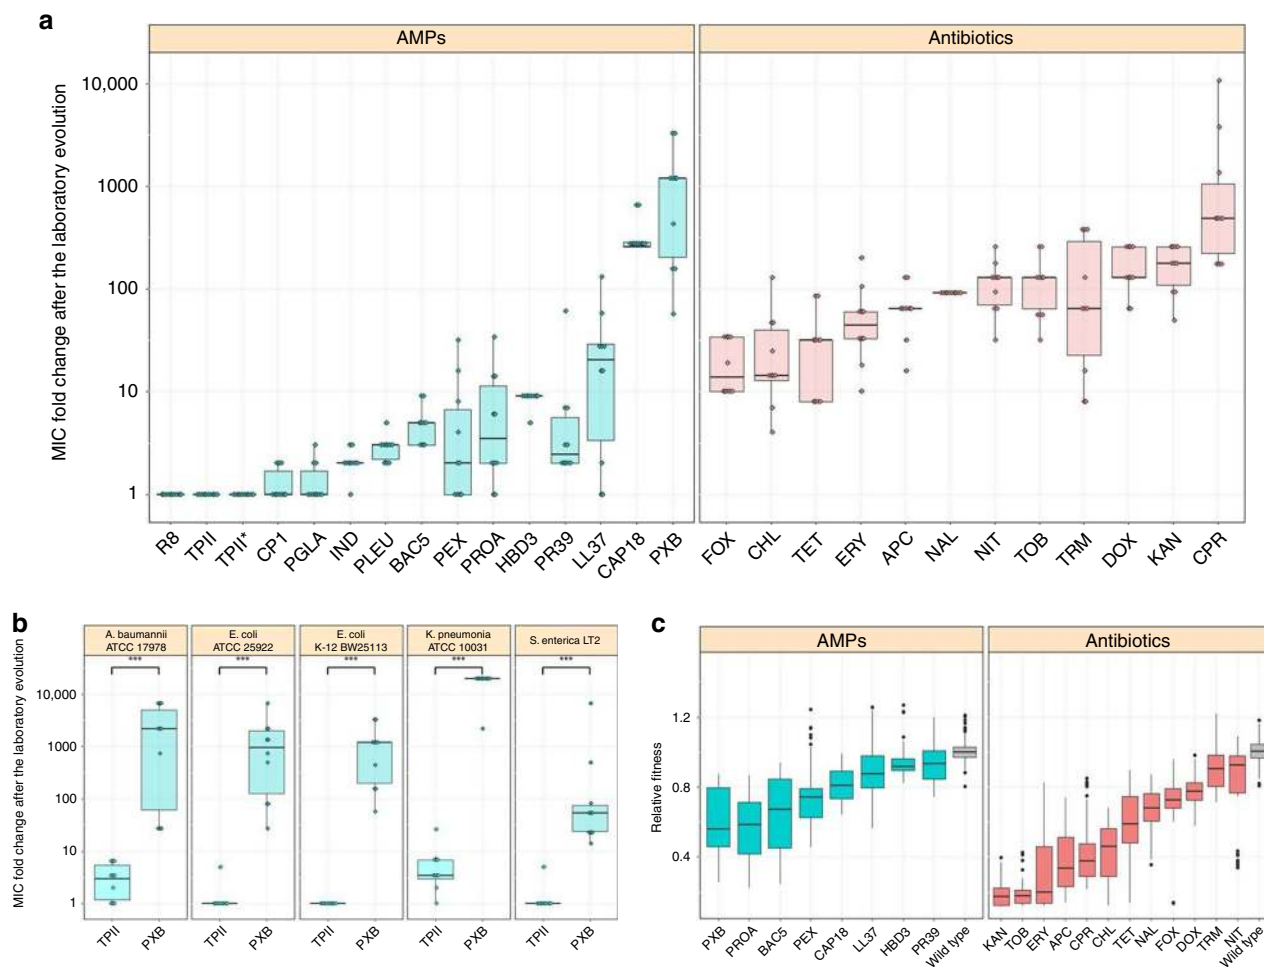 a
AMPs
Antibiotics
MIC fold change after the laboratory evolution
10,000
1000
100
10
1
R8 TPII TPII* CP1 PGLA IND PLEU BAC5 PEX PROA HBD3 PR39 LL37 CAP18 PXB
FOX CHL TET ERY APC NAL NIT TOB TRM DOX KAN CPR
b
MIC fold change after the laboratory evolution
A. baumannii
ATCC 17978
E. coli
ATCC 25922
E. coli
K-12 BW25113
K. pneumonia
ATCC 10031
S. enterica LT2
*** *** *** *** ***
10,000
1000
100
10
1
TPII PXB TPII PXB TPII PXB TPII PXB TPII PXB
c
AMPs
Antibiotics
Relative fitness
1.2
0.8
0.4
PXB PROA BAC5 PEX CAP18 LL37 HBD3 PR39 Wild type
KAN TOB ERY APC CPR CHL TET NAL FOX DOX TRM NIT Wild type